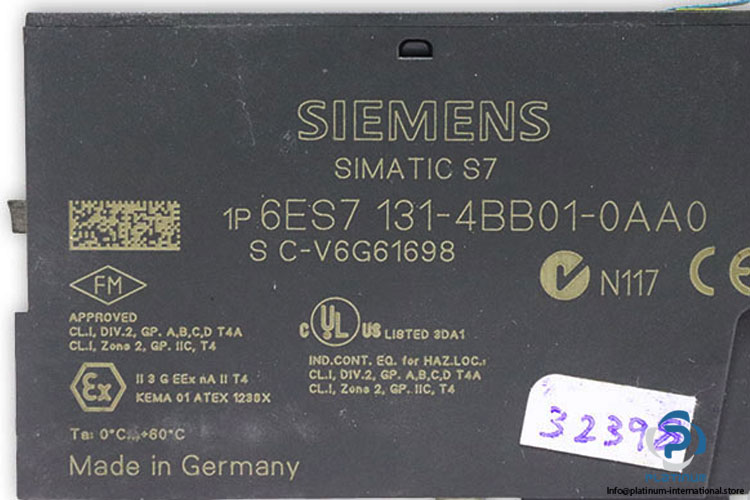 SIEMENS
SIMATIC S7
1P 6ES7 131-4BB01-0AA0
S C-V6G61698
N117
CE
FM
APPROVED
CL.I, DIV.2, GP. A,B,C,D T4A
CL.I, Zone 2, GP. IIC, T4
C UL US LISTED 3DA1
IND.CONT. EQ. for HAZ.LOC.:
CL.I, DIV.2, GP. A,B,C,D T4A
CL.I, Zone 2, GP. IIC, T4
Ex
II 3 G EEx nA II T4
KEMA 01 ATEX 1238X
Ta: 0°C...+60°C
Made in Germany
32398
info@platinum-international.store